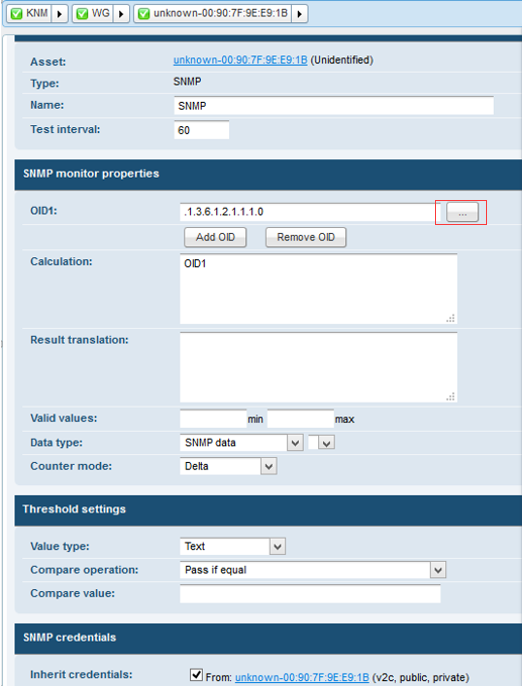 KNM WG unknown-00:90:7F:9E:E9:1B
Asset: unknown-00:90:7F:9E:E9:1B (Unidentified)
Type: SNMP
Name: SNMP
Test interval: 60
SNMP monitor properties
OID1: .1.3.6.1.2.1.1.1.0 ...
Add OID Remove OID
Calculation: OID1
Result translation:
Valid values: min max
Data type: SNMP data
Counter mode: Delta
Threshold settings
Value type: Text
Compare operation: Pass if equal
Compare value:
SNMP credentials
Inherit credentials: From: unknown-00:90:7F:9E:E9:1B (v2c, public, private)